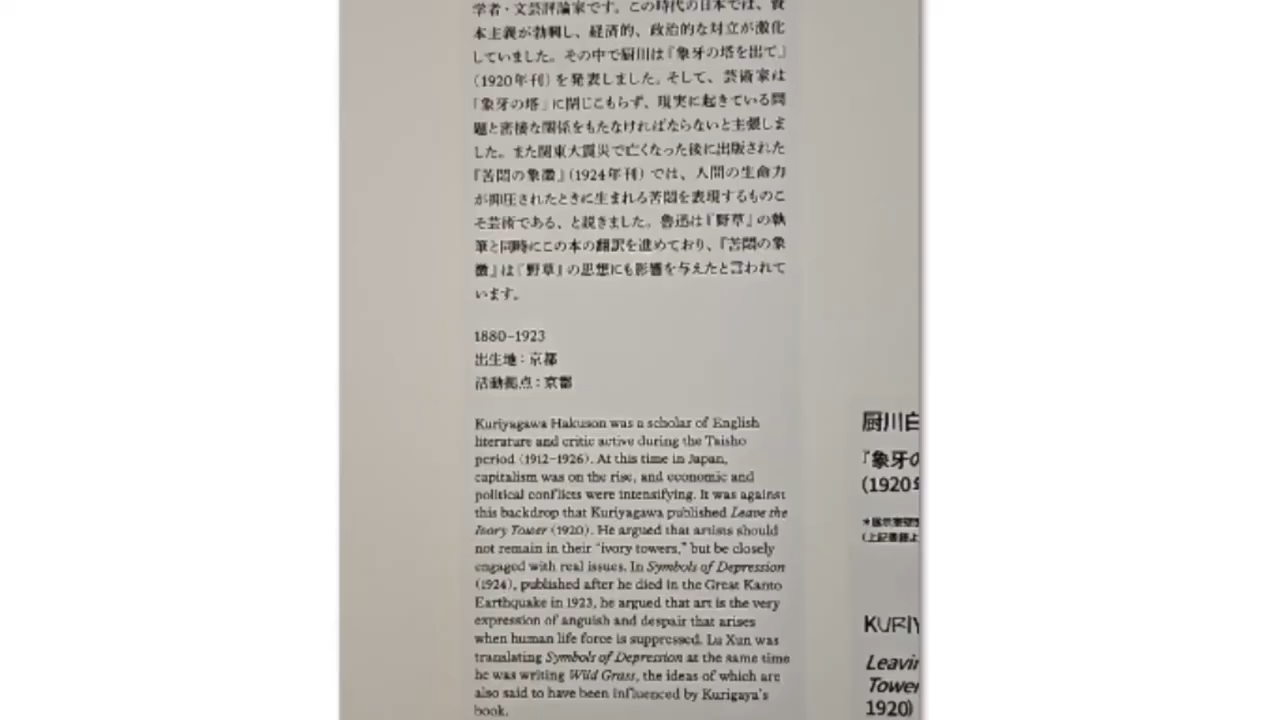 学者・文芸評論家です。この時代の日本では、資
本主義が勃興し、経済的、政治的な対立が激化
していました。その中で厨川は『象牙の塔を出て』
(1920年刊)を発表しました。そして、芸術家は
「象牙の塔」に閉じこもらず、現実に起きている問
題と密接な関係をもたなければならないと主張しま
した。また関東大震災で亡くなった後に出版された
『苦悶の象徴』(1924年刊)では、人間の生命力
が抑圧されたときに生まれる苦悶を表現するものこ
そ芸術である、と説きました。魯迅は『野草』の執
筆と同時にこの本の翻訳を進めており、『苦悶の象
徴』は『野草』の思想にも影響を与えたと言われて
います。
1880–1923
出生地：京都
活動拠点：京都
Kuriyagawa Hakuson was a scholar of English
literature and critic active during the Taisho
period (1912–1926). At this time in Japan,
capitalism was on the rise, and economic and
political conflicts were intensifying. It was against
this backdrop that Kuriyagawa published Leave the
Ivory Tower (1920). He argued that artists should
not remain in their “ivory towers,” but be closely
engaged with real issues. In Symbols of Depression
(1924), published after he died in the Great Kanto
Earthquake in 1923, he argued that art is the very
expression of anguish and despair that arises
when human life force is suppressed. Lu Xun was
translating Symbols of Depression at the same time
he was writing Wild Grass, the ideas of which are
also said to have been influenced by Kurigaya’s
book.
厨川白
『象牙の
(1920年
(上記書籍よ
KURIY
Leavin
Tower
1920)